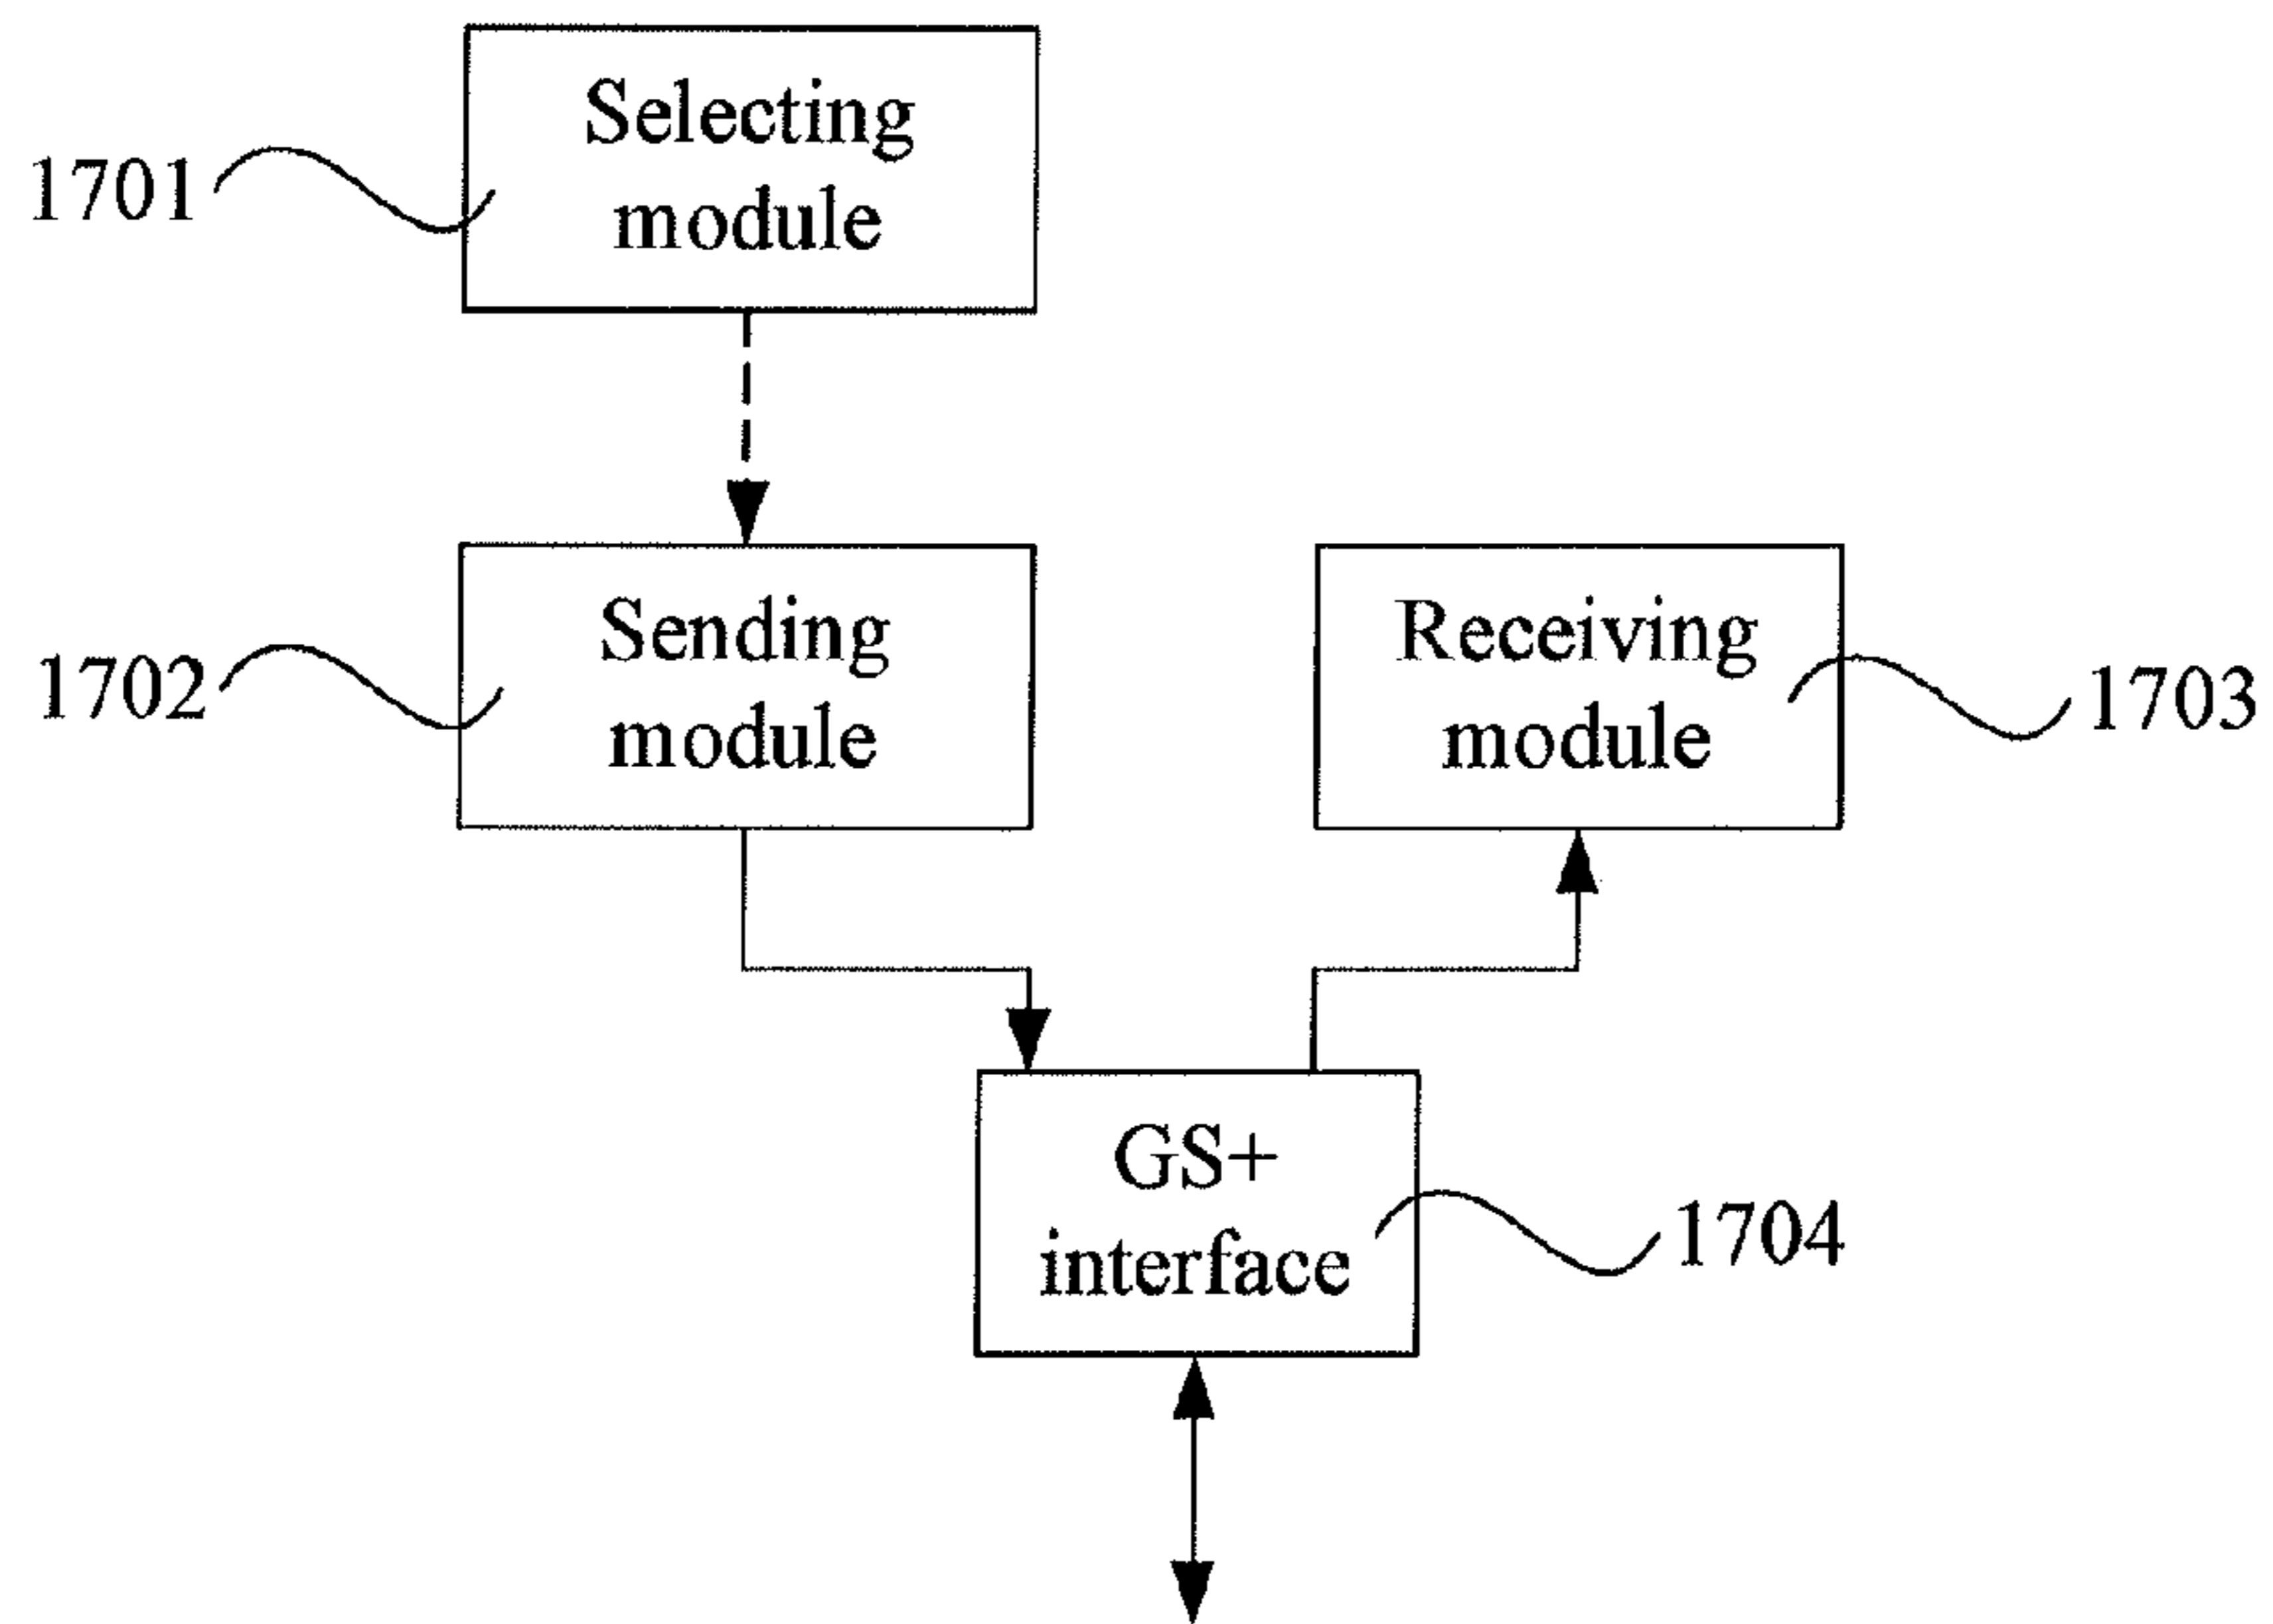 Selecting
module
1701
Sending
module
1702
Receiving
module
1703
GS+
interface
1704